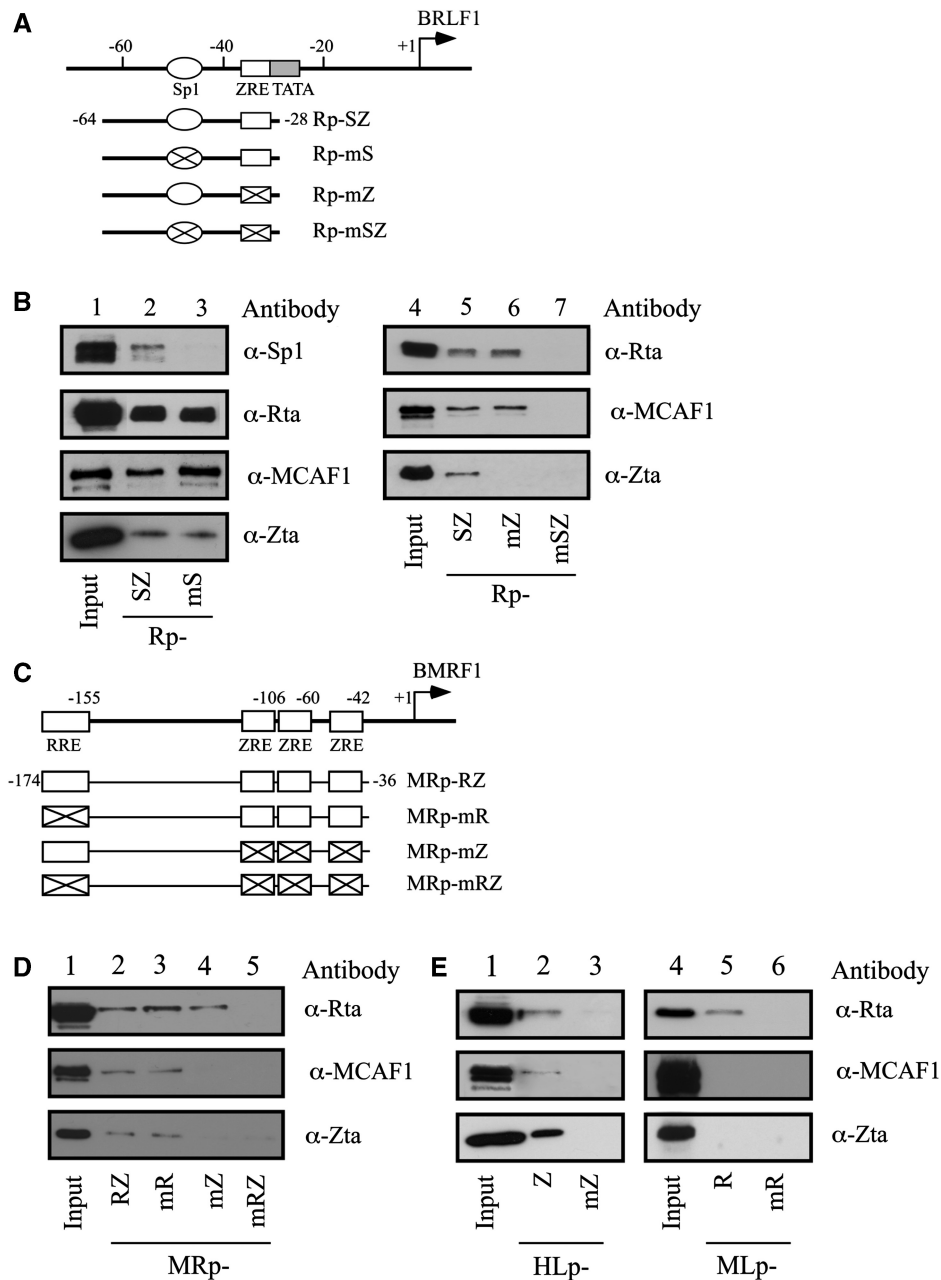 A
BRLF1
-60 -40 -20 +1
Sp1 ZRE TATA
-64 -28 Rp-SZ
Rp-mS
Rp-mZ
Rp-mSZ
B
1 2 3 Antibody
α-Sp1
α-Rta
α-MCAF1
α-Zta
Input SZ mS
Rp-
4 5 6 7 Antibody
α-Rta
α-MCAF1
α-Zta
Input SZ mZ mSZ
Rp-
C
BMRF1
-155 -106 -60 -42 +1
RRE ZRE ZRE ZRE
-174 -36 MRp-RZ
MRp-mR
MRp-mZ
MRp-mRZ
D
1 2 3 4 5 Antibody
α-Rta
α-MCAF1
α-Zta
Input RZ mR mZ mRZ
MRp-
E
1 2 3 4 5 6 Antibody
α-Rta
α-MCAF1
α-Zta
Input Z mZ Input R mR
HLp- MLp-